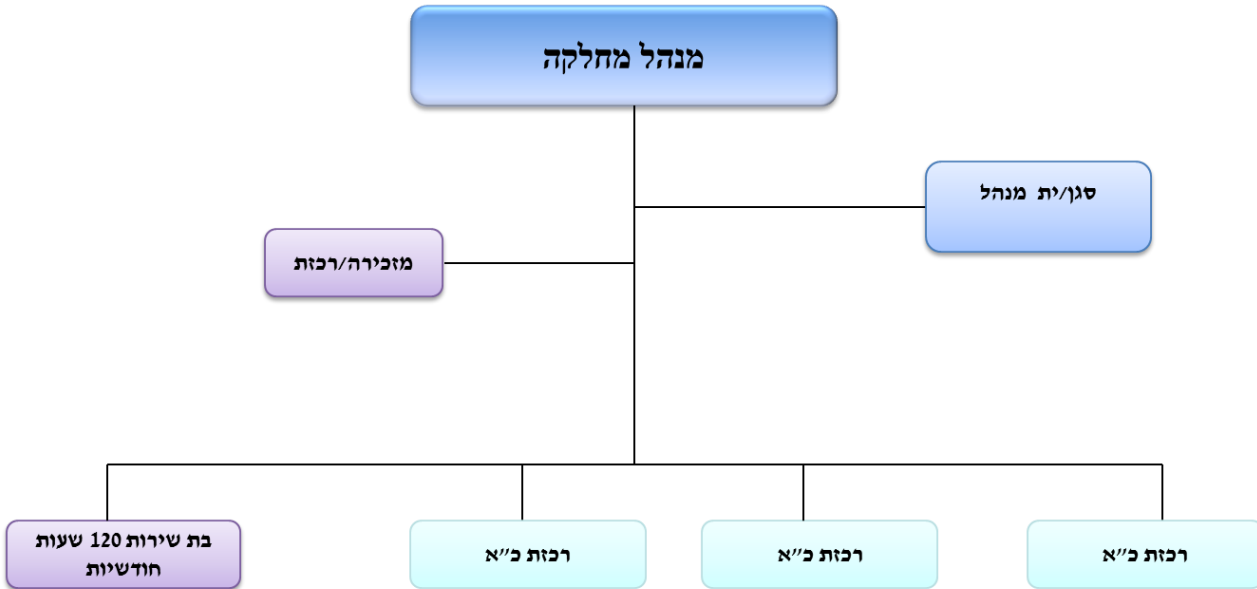 מנהל מחלקה
סגן/ית מנהל
מזכירה/רכזת
רכזת כ״א
רכזת כ״א
רכזת כ״א
בת שירות 120 שעות
חודשיות